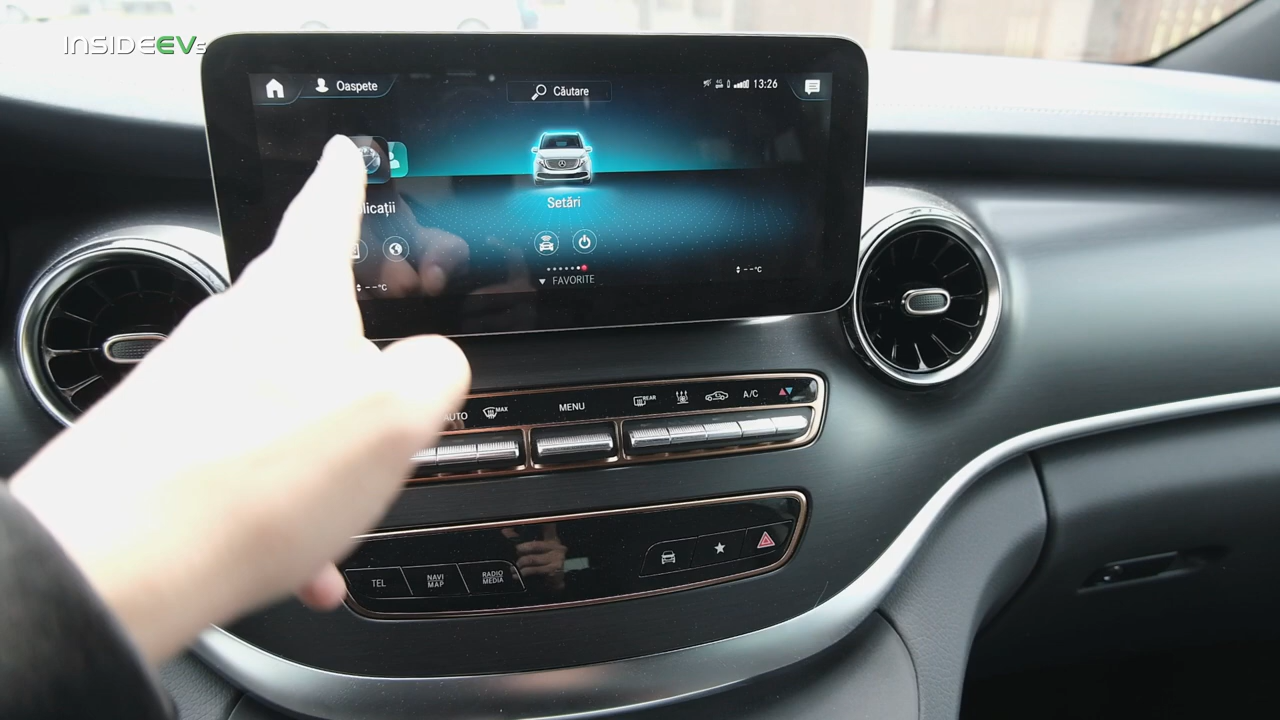 INSIDEEVs
Oaspete
Căutare
13:26
licații
Setări
FAVORITE
--°C
--°C
AUTO
MAX
MENU
REAR
A/C
TEL
NAVI
MAP
RADIO
MEDIA